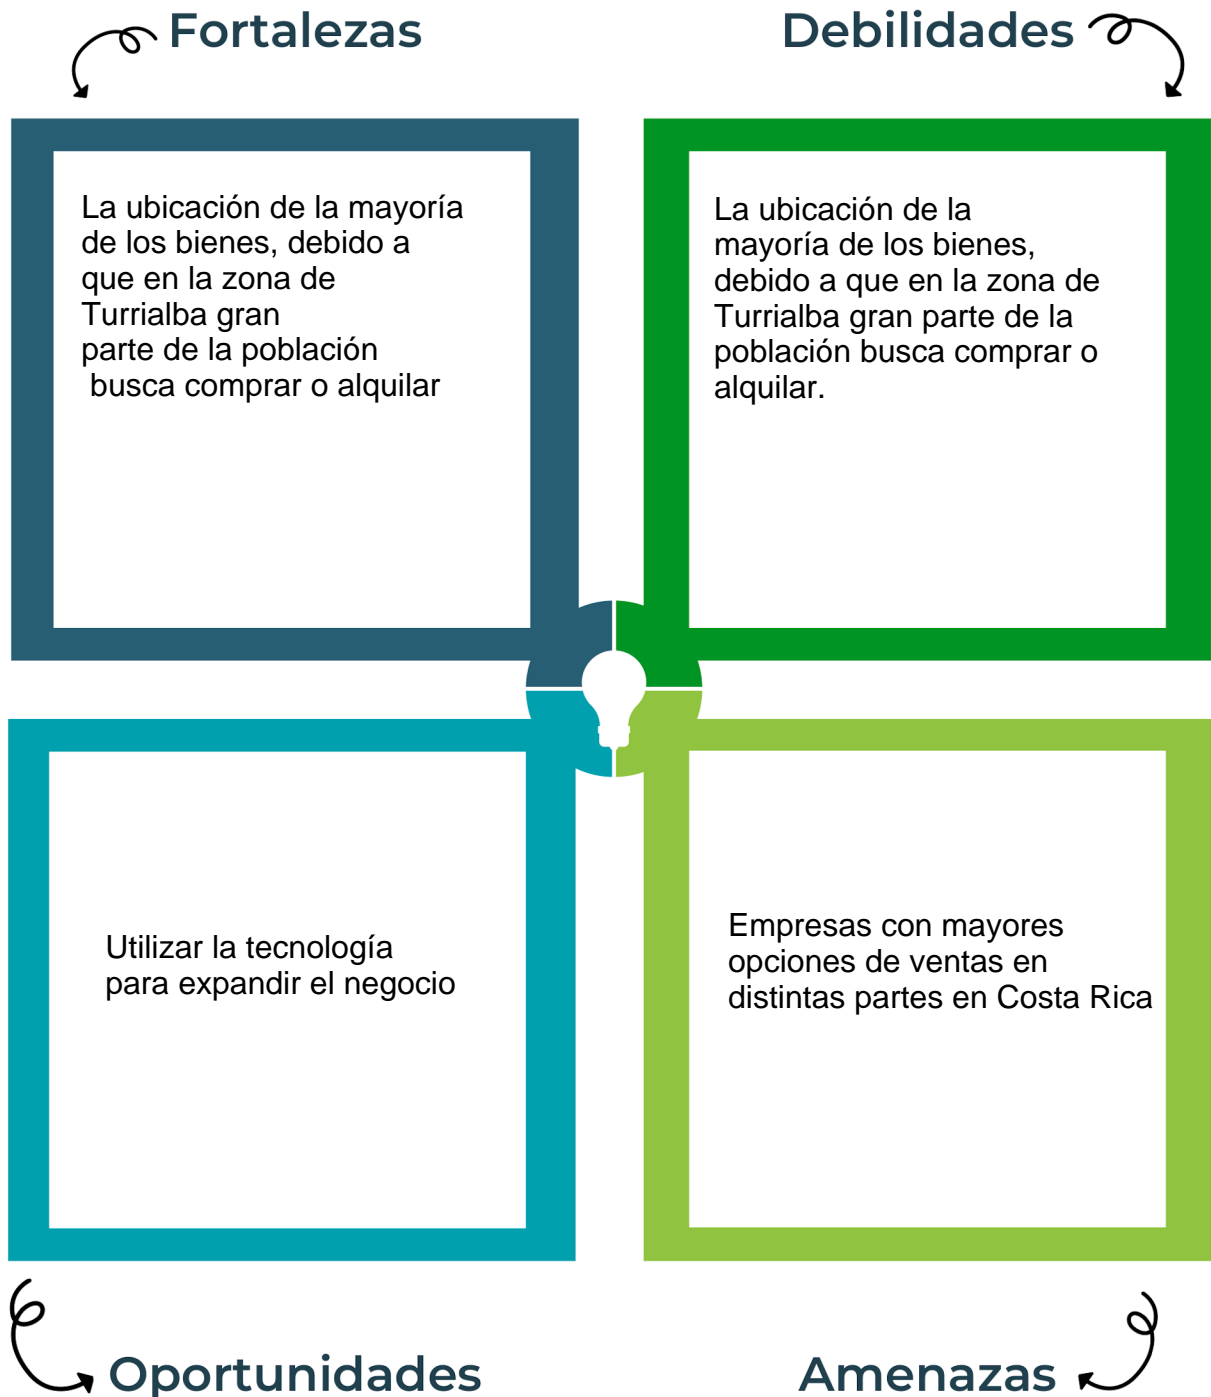 Fortalezas
La ubicación de la mayoría
de los bienes, debido a
que en la zona de
Turrialba gran
parte de la población
busca comprar o alquilar
Debilidades
La ubicación de la
mayoría de los bienes,
debido a que en la zona de
Turrialba gran parte de la
población busca comprar o
alquilar.
Utilizar la tecnología
para expandir el negocio
Oportunidades
Empresas con mayores
opciones de ventas en
distintas partes en Costa Rica
Amenazas